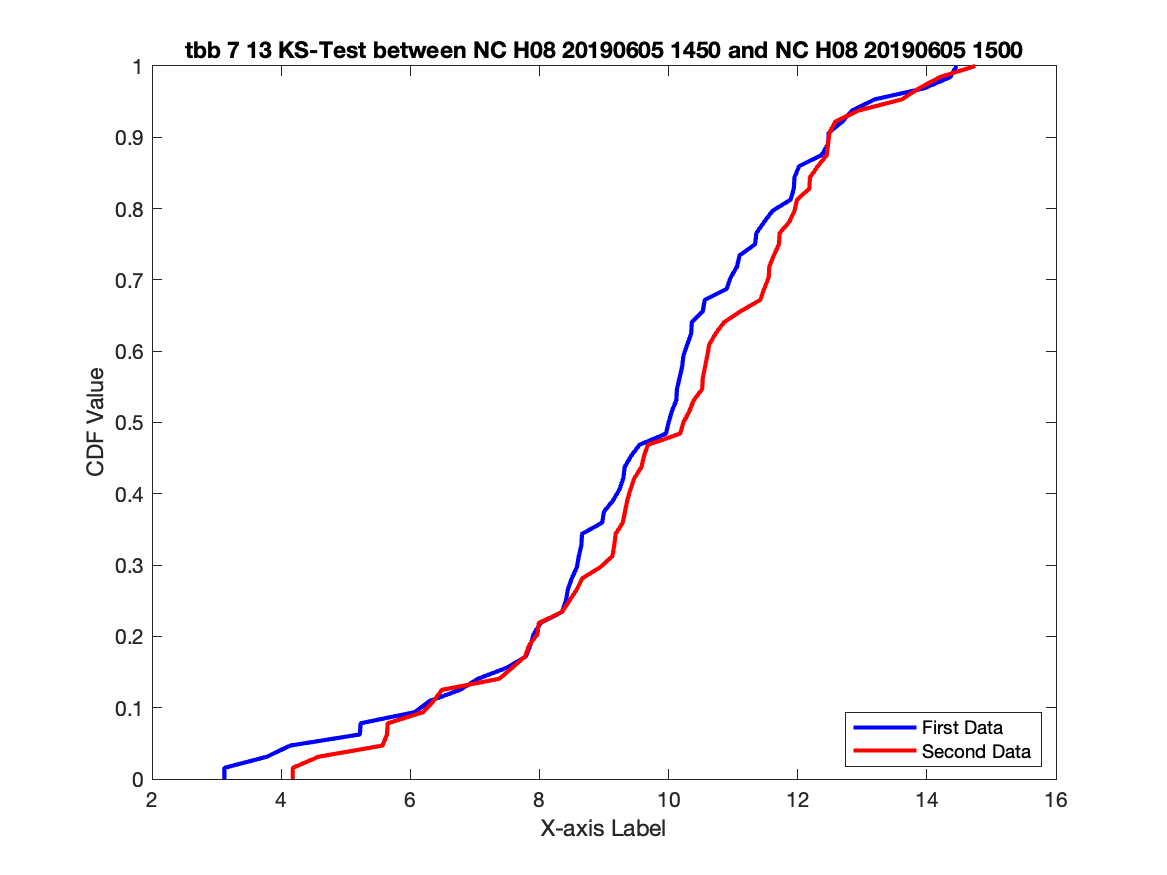 tbb 7 13 KS-Test between NC H08 20190605 1450 and NC H08 20190605 1500
1
0.9
0.8
0.7
0.6
0.5
0.4
0.3
0.2
0.1
0
CDF Value
First Data
Second Data
2 4 6 8 10 12 14 16
X-axis Label